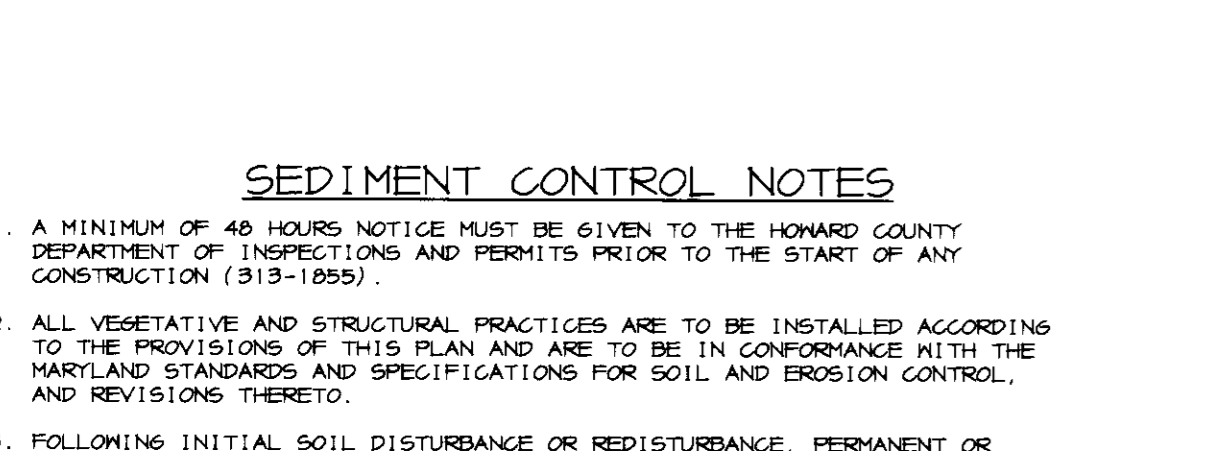 SEDIMENT CONTROL NOTES
. A MINIMUM OF 48 HOURS NOTICE MUST BE GIVEN TO THE HOWARD COUNTY
DEPARTMENT OF INSPECTIONS AND PERMITS PRIOR TO THE START OF ANY
CONSTRUCTION (313-1855).
2. ALL VEGETATIVE AND STRUCTURAL PRACTICES ARE TO BE INSTALLED ACCORDING
TO THE PROVISIONS OF THIS PLAN AND ARE TO BE IN CONFORMANCE WITH THE
MARYLAND STANDARDS AND SPECIFICATIONS FOR SOIL AND EROSION CONTROL,
AND REVISIONS THERETO.
3. FOLLOWING INITIAL SOIL DISTURBANCE OR REDISTURBANCE, PERMANENT OR